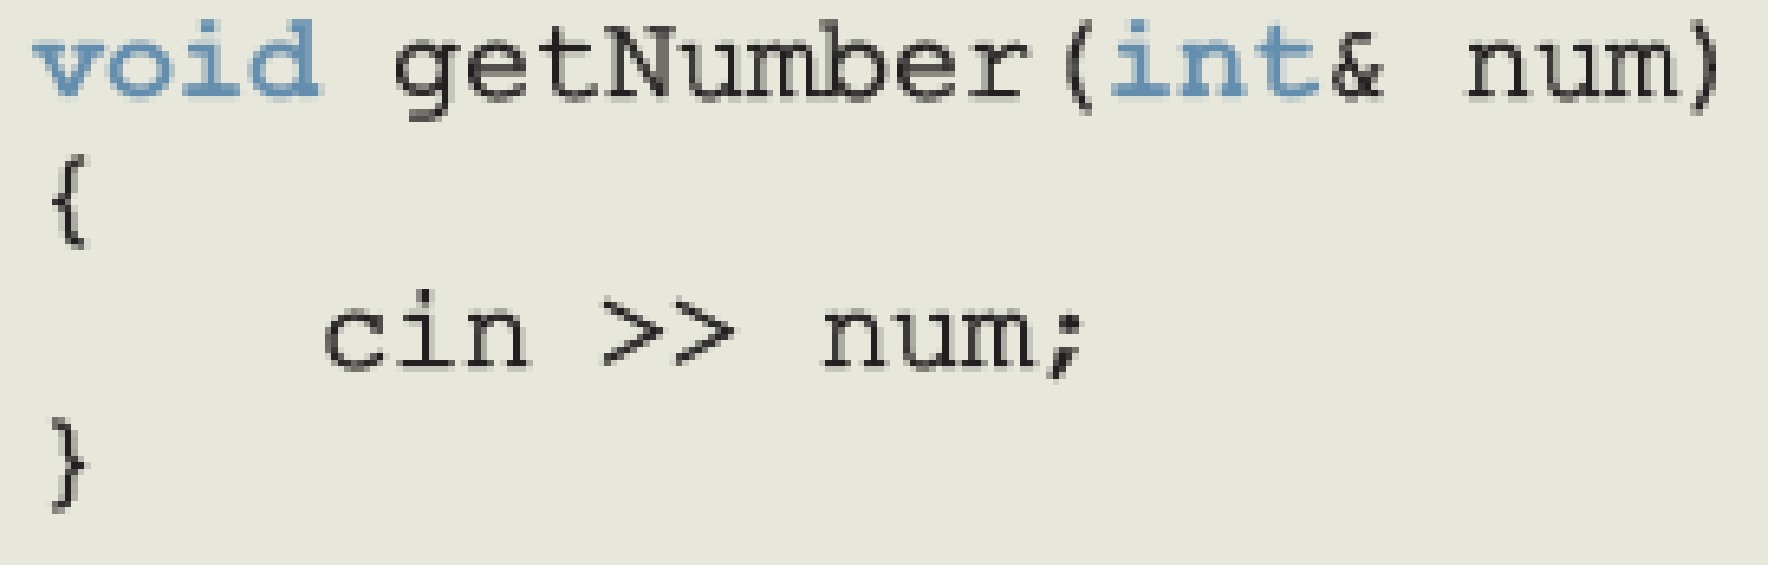 void getNumber(int& num)
{
    cin >> num;
}